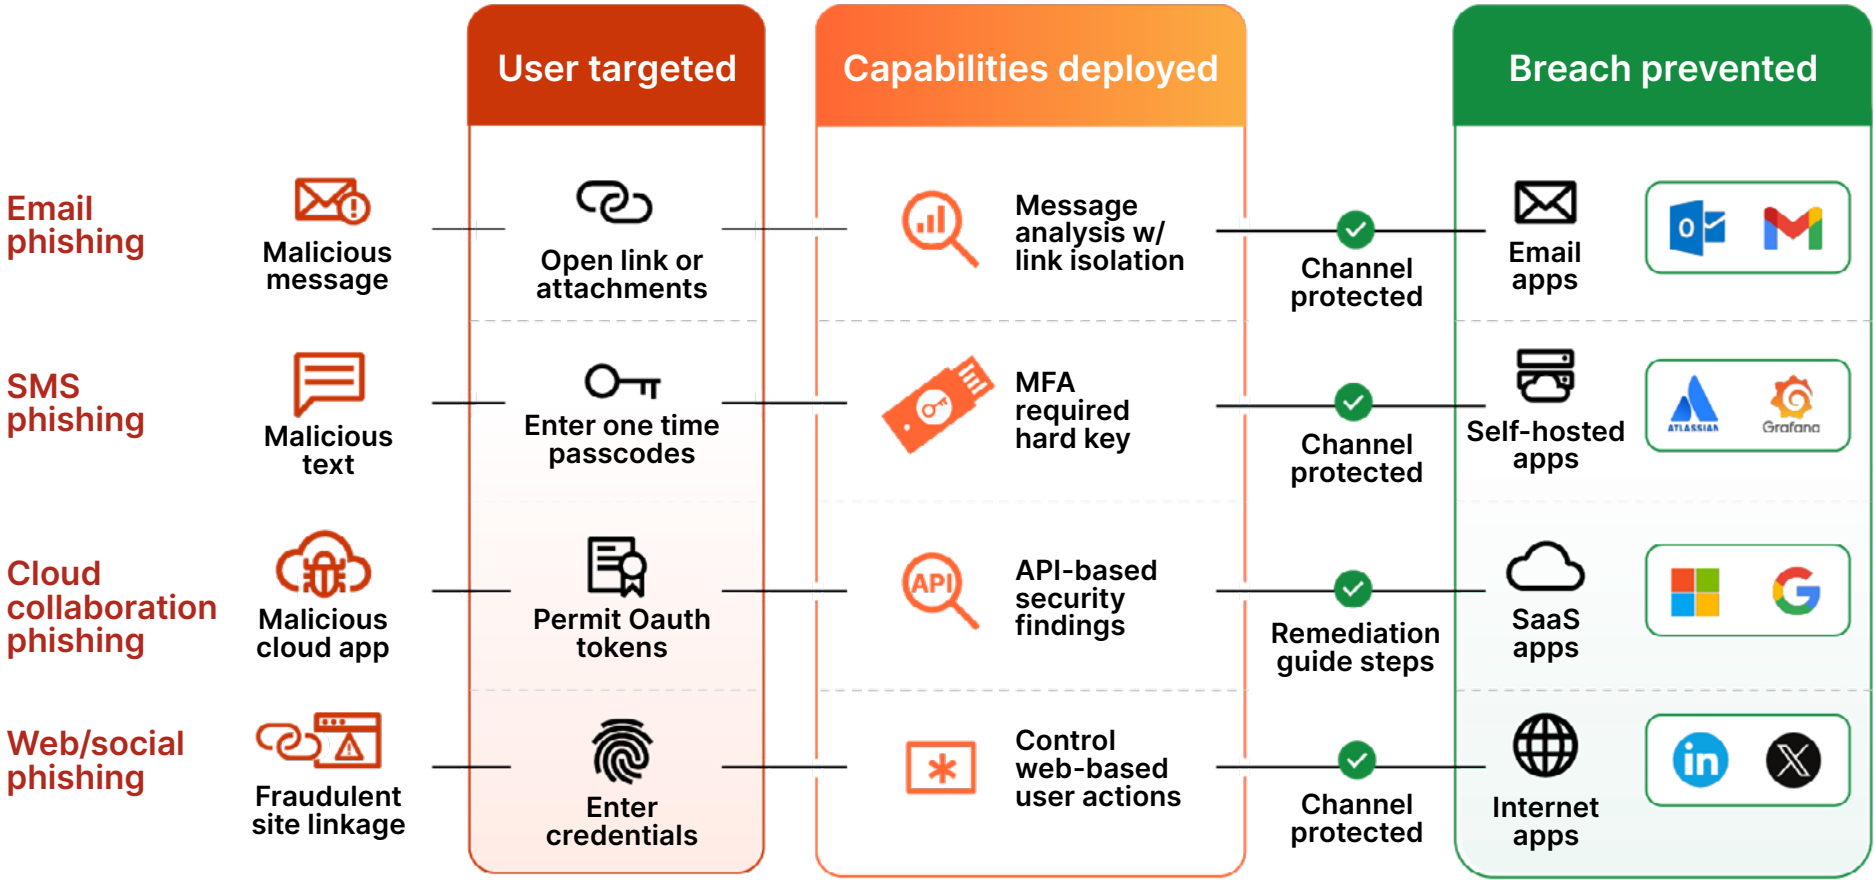 User targeted
Capabilities deployed
Breach prevented
Email
phishing
Malicious
message
Open link or
attachments
Message
analysis w/
link isolation
Channel
protected
Email
apps
O
SMS
phishing
Malicious
text
Enter one time
passcodes
MFA
required
hard key
Channel
protected
Self-hosted
apps
ATLASSIAN
Grafana
Cloud
collaboration
phishing
Malicious
cloud app
Permit Oauth
tokens
API
API-based
security
findings
Remediation
guide steps
SaaS
apps
G
Web/social
phishing
Fraudulent
site linkage
Enter
credentials
*
Control
web-based
user actions
Channel
protected
Internet
apps
in
X